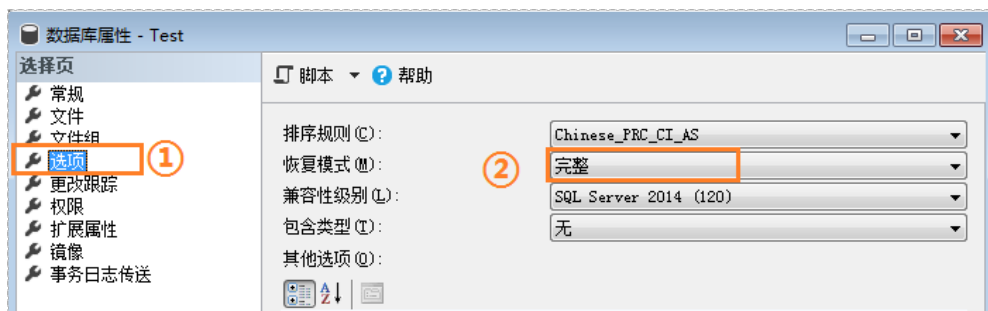 数据库属性 - Test
选择页
常规
文件
文件组
选项
更改跟踪
权限
扩展属性
镜像
事务日志传送
①
脚本 帮助
排序规则(C): Chinese_PRC_CI_AS
恢复模式(M): ② 完整
兼容性级别(L): SQL Server 2014 (120)
包含类型(T): 无
其他选项(O):